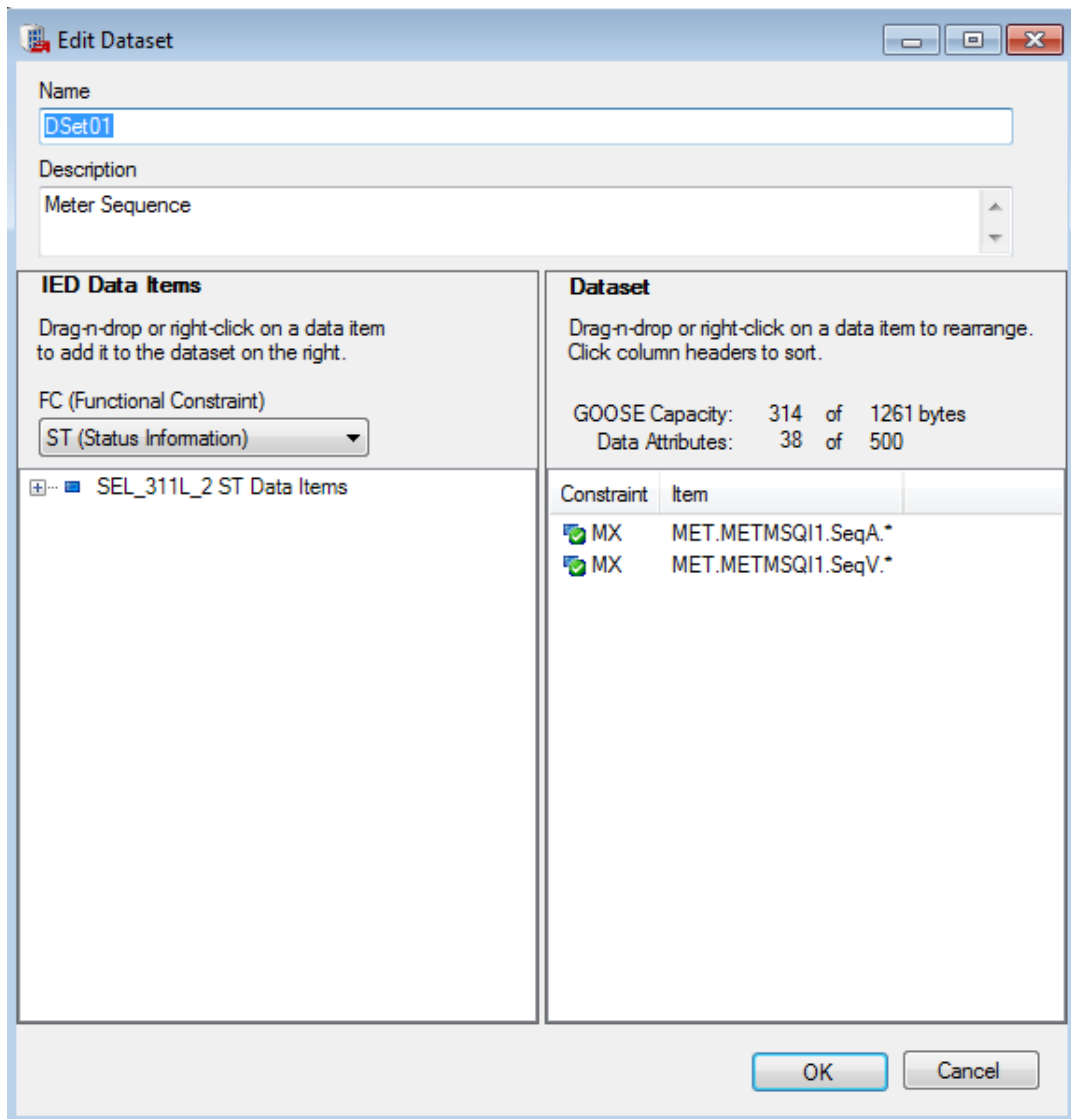 Edit Dataset
Name
DSet01
Description
Meter Sequence
IED Data Items
Drag-n-drop or right-click on a data item
to add it to the dataset on the right.
FC (Functional Constraint)
ST (Status Information)
SEL_311L_2 ST Data Items
Dataset
Drag-n-drop or right-click on a data item to rearrange.
Click column headers to sort.
GOOSE Capacity: 314 of 1261 bytes
Data Attributes: 38 of 500
Constraint Item
MX MET.METMSQI1.SeqA.*
MX MET.METMSQI1.SeqV.*
OK Cancel